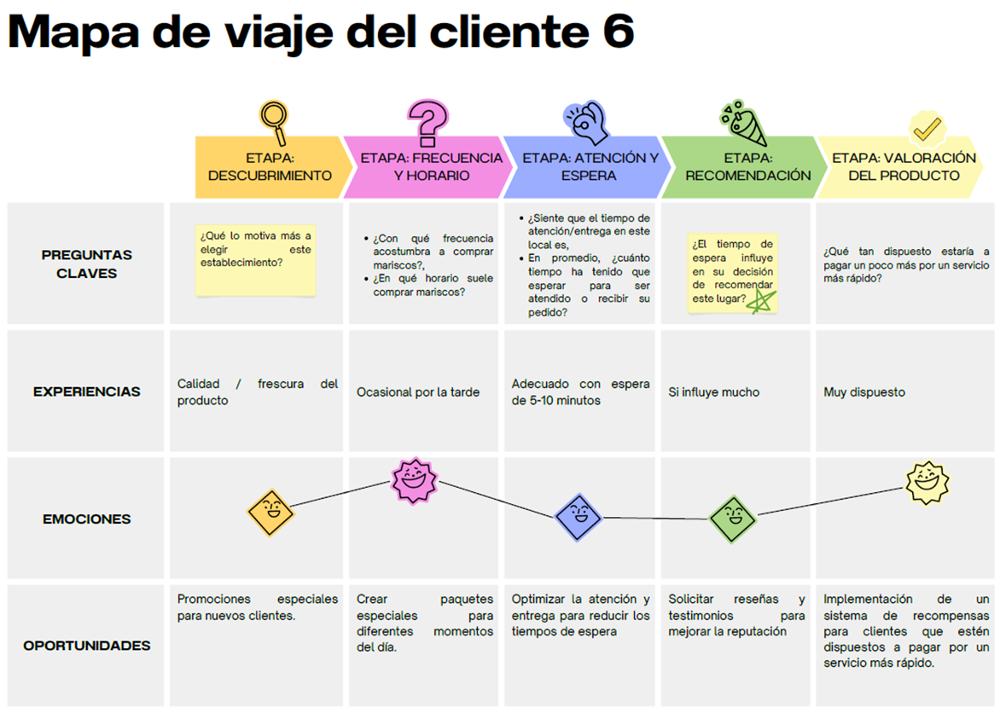 Mapa de viaje del cliente 6
ETAPA:
DESCUBRIMIENTO
ETAPA: FRECUENCIA
Y HORARIO
ETAPA: ATENCIÓN Y
ESPERA
ETAPA:
RECOMENDACIÓN
ETAPA: VALORACIÓN
DEL PRODUCTO
PREGUNTAS
CLAVES
¿Qué lo motiva más a
elegir este
establecimiento?
• ¿Con qué frecuencia
acostumbra a comprar
mariscos?,
• ¿En qué horario suele
comprar mariscos?
• ¿Siente que el tiempo de
atención/entrega en este
local es,
• En promedio, ¿cuánto
tiempo ha tenido que
esperar para ser
atendido o recibir su
pedido?
¿El tiempo de
espera influye
en su decisión
de recomendar
este lugar?
¿Qué tan dispuesto estaría a
pagar un poco más por un servicio
más rápido?
EXPERIENCIAS
Calidad / frescura del
producto
Ocasional por la tarde
Adecuado con espera
de 5-10 minutos
Si influye mucho
Muy dispuesto
EMOCIONES
OPORTUNIDADES
Promociones especiales
para nuevos clientes.
Crear paquetes
especiales para
diferentes momentos
del día.
Optimizar la atención y
entrega para reducir los
tiempos de espera
Solicitar reseñas y
testimonios para
mejorar la reputación
Implementación de un
sistema de recompensas
para clientes que estén
dispuestos a pagar por un
servicio más rápido.